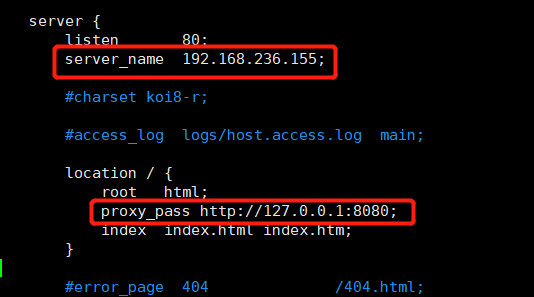 server {
listen 80;
server_name 192.168.236.155;
#charset koi8-r;
#access_log logs/host.access.log main;
location / {
root html;
proxy_pass http://127.0.0.1:8080;
index index.html index.htm;
}
#error_page 404 /404.html;